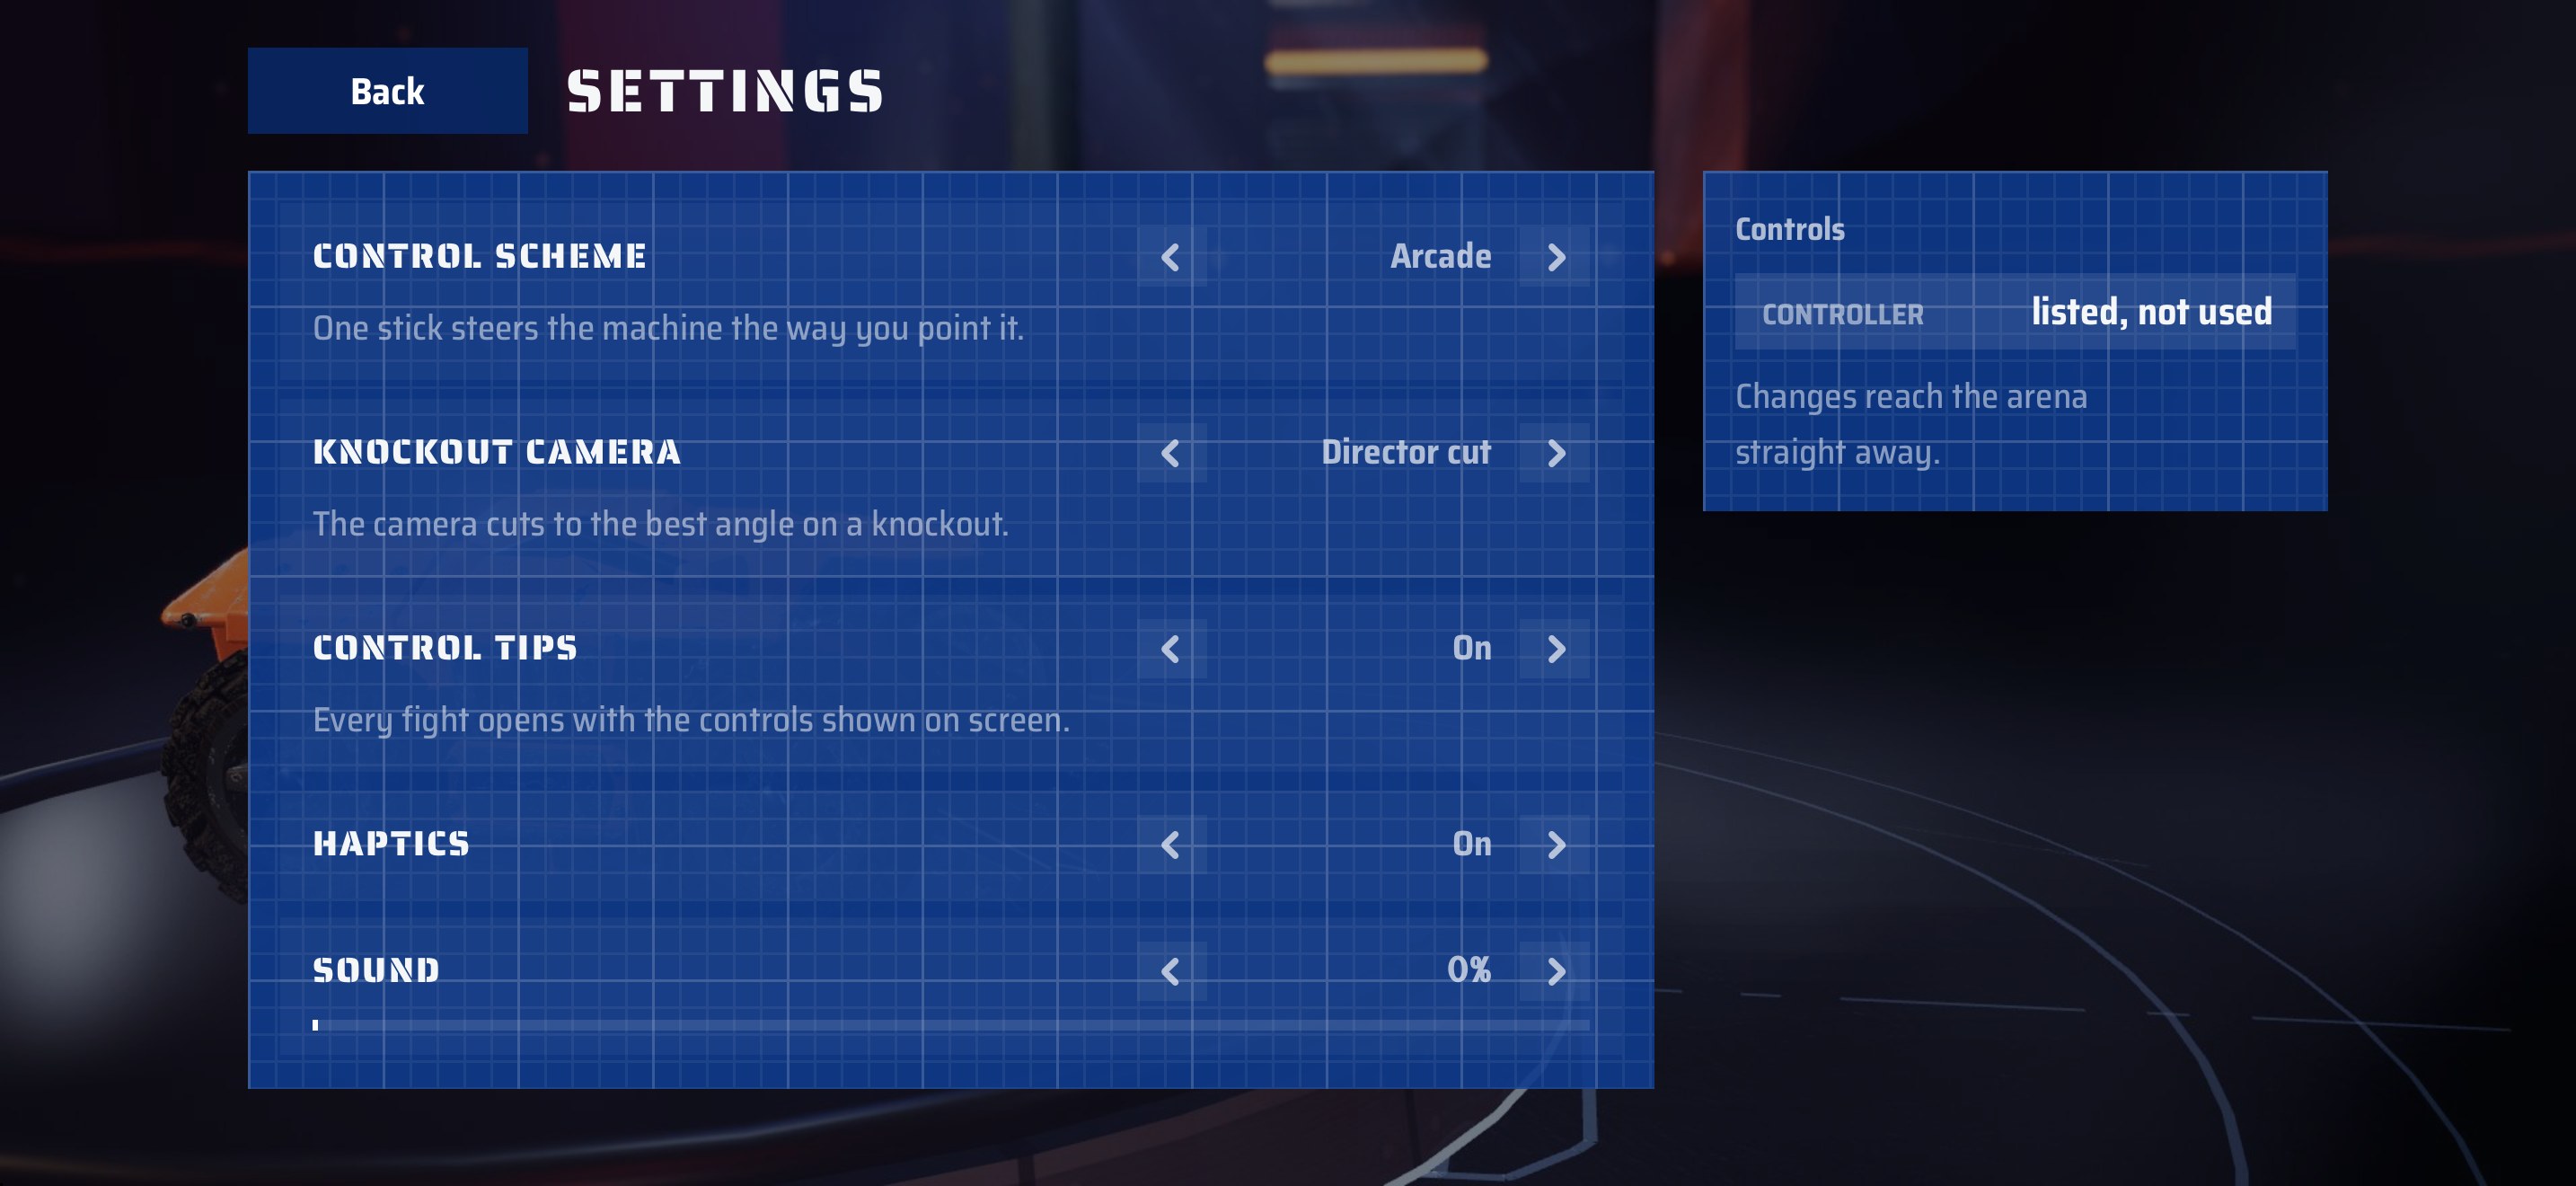 Back
SETTINGS
CONTROL SCHEME
Arcade
One stick steers the machine the way you point it.
KNOCKOUT CAMERA
Director cut
The camera cuts to the best angle on a knockout.
CONTROL TIPS
On
Every fight opens with the controls shown on screen.
HAPTICS
On
SOUND
0%
Controls
CONTROLLER
listed, not used
Changes reach the arena
straight away.